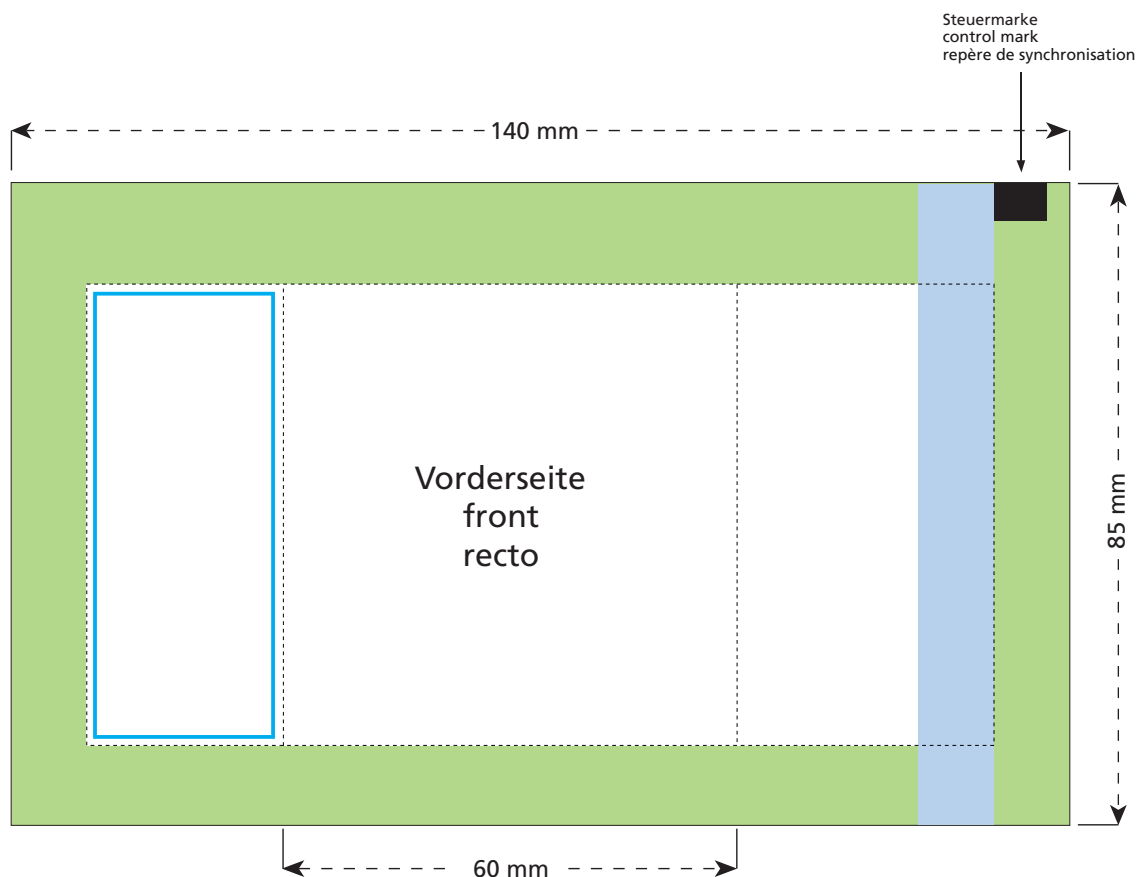 Steuermarke
control mark
repère de synchronisation
140 mm
Vorderseite
front
recto
85 mm
60 mm